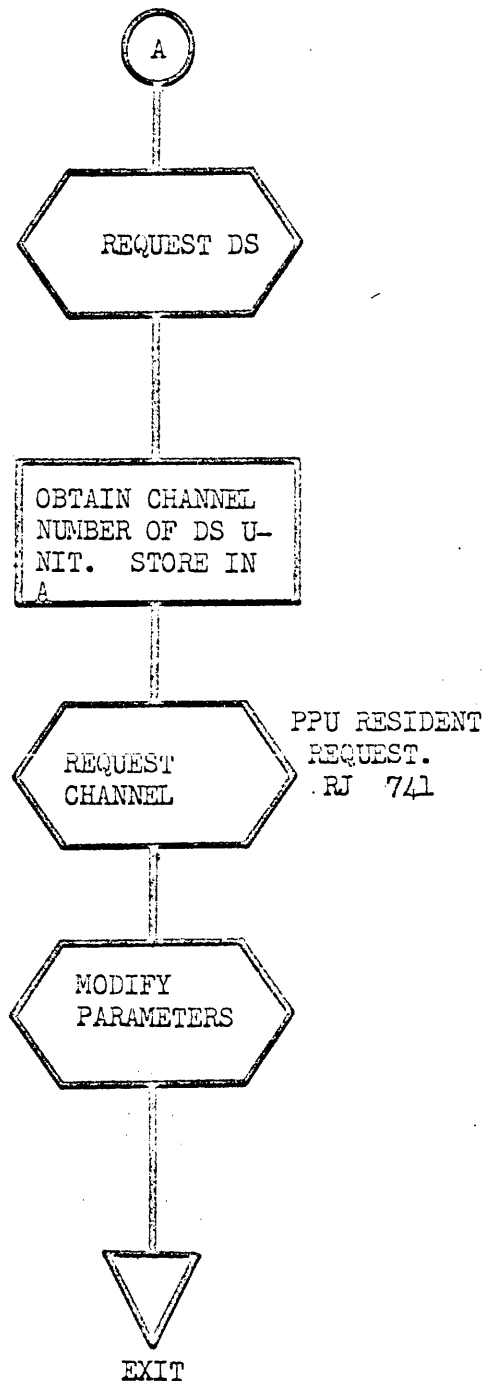 A
REQUEST DS
OBTAIN CHANNEL
NUMBER OF DS U-
NIT. STORE IN
A
REQUEST
CHANNEL
PPU RESIDENT
REQUEST.
RJ 741
MODIFY
PARAMETERS
EXIT